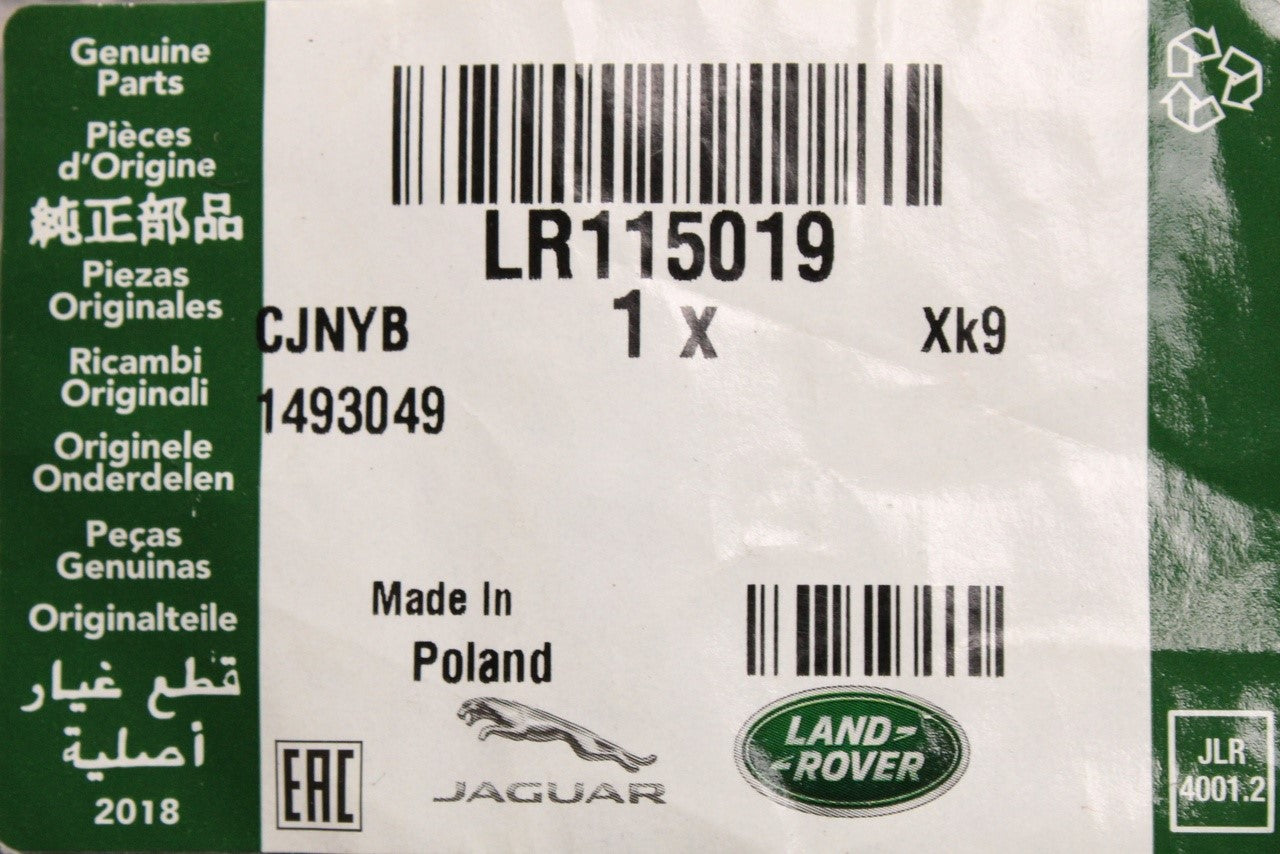 Genuine
Parts
Pièces
d'Origine
純正部品
Piezas
Originales
Ricambi
Originali
Originele
Onderdelen
Peças
Genuinas
Originalteile
قطع غيار
أصلية
2018
LR115019
1 x
CJNYB
Xk9
1493049
Made In
Poland
EAC
JAGUAR
LAND-
-ROVER
JLR
4001.2